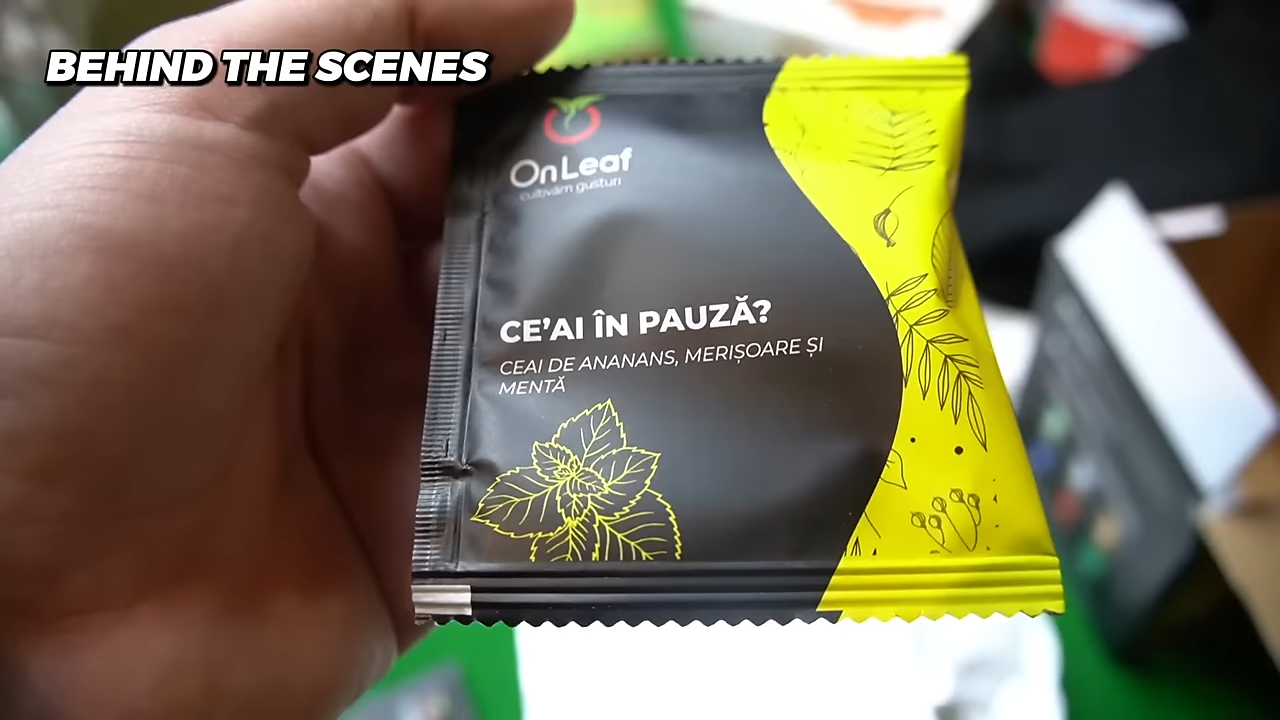 BEHIND THE SCENES
OnLeaf
cultivăm gusturi
CE'AI ÎN PAUZĂ?
CEAI DE ANANANS, MERIȘOARE ȘI
MENTĂ